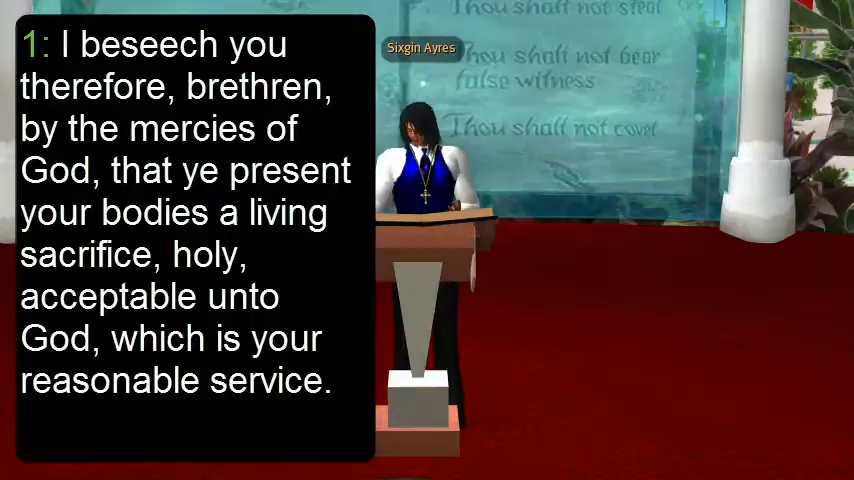 1: I beseech you
therefore, brethren,
by the mercies of
God, that ye present
your bodies a living
sacrifice, holy,
acceptable unto
God, which is your
reasonable service.
Sixgin Ayres
Thou shalt not steal
Thou shalt not bear
false witness
Thou shalt not covet